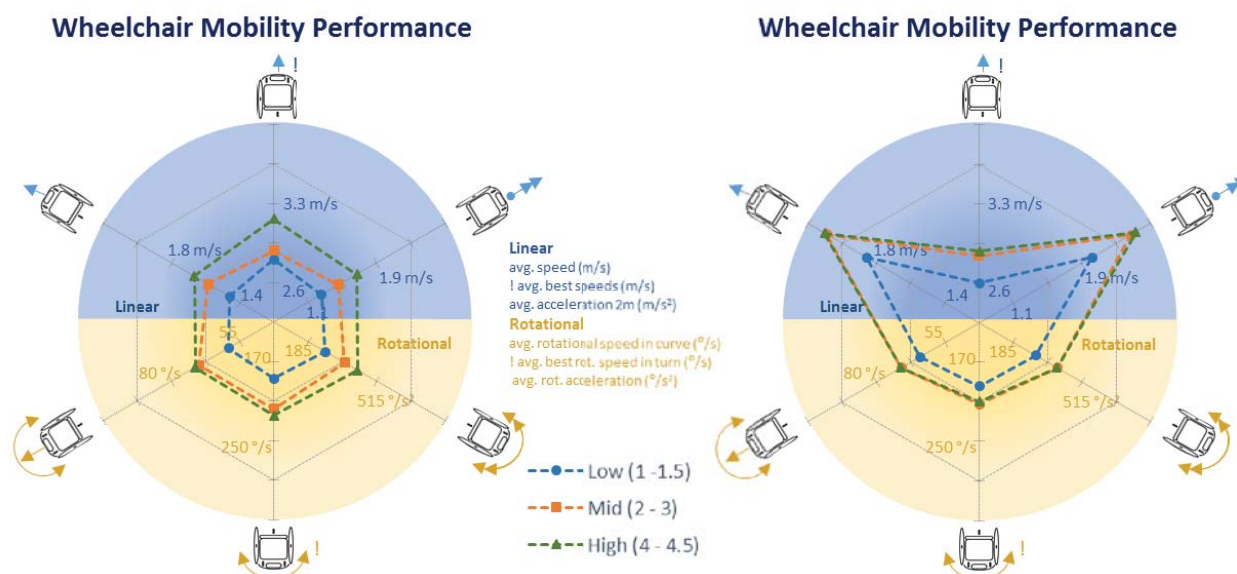 Wheelchair Mobility Performance
!
3.3 m/s
1.8 m/s
1.9 m/s
1.4
2.6
1.1
Linear
55
185
170
Rotational
80 °/s
515 °/s
250 °/s
!
Linear
avg. speed (m/s)
! avg. best speeds (m/s)
avg. acceleration 2m (m/s²)
Rotational
avg. rotational speed in curve (°/s)
! avg. best rot. speed in turn (°/s)
avg. rot. acceleration (°/s²)
Low (1 -1.5)
Mid (2 - 3)
High (4 - 4.5)
Wheelchair Mobility Performance
!
3.3 m/s
1.8 m/s
1.9 m/s
1.4
2.6
1.1
Linear
55
185
170
Rotational
80 °/s
515 °/s
250 °/s
!